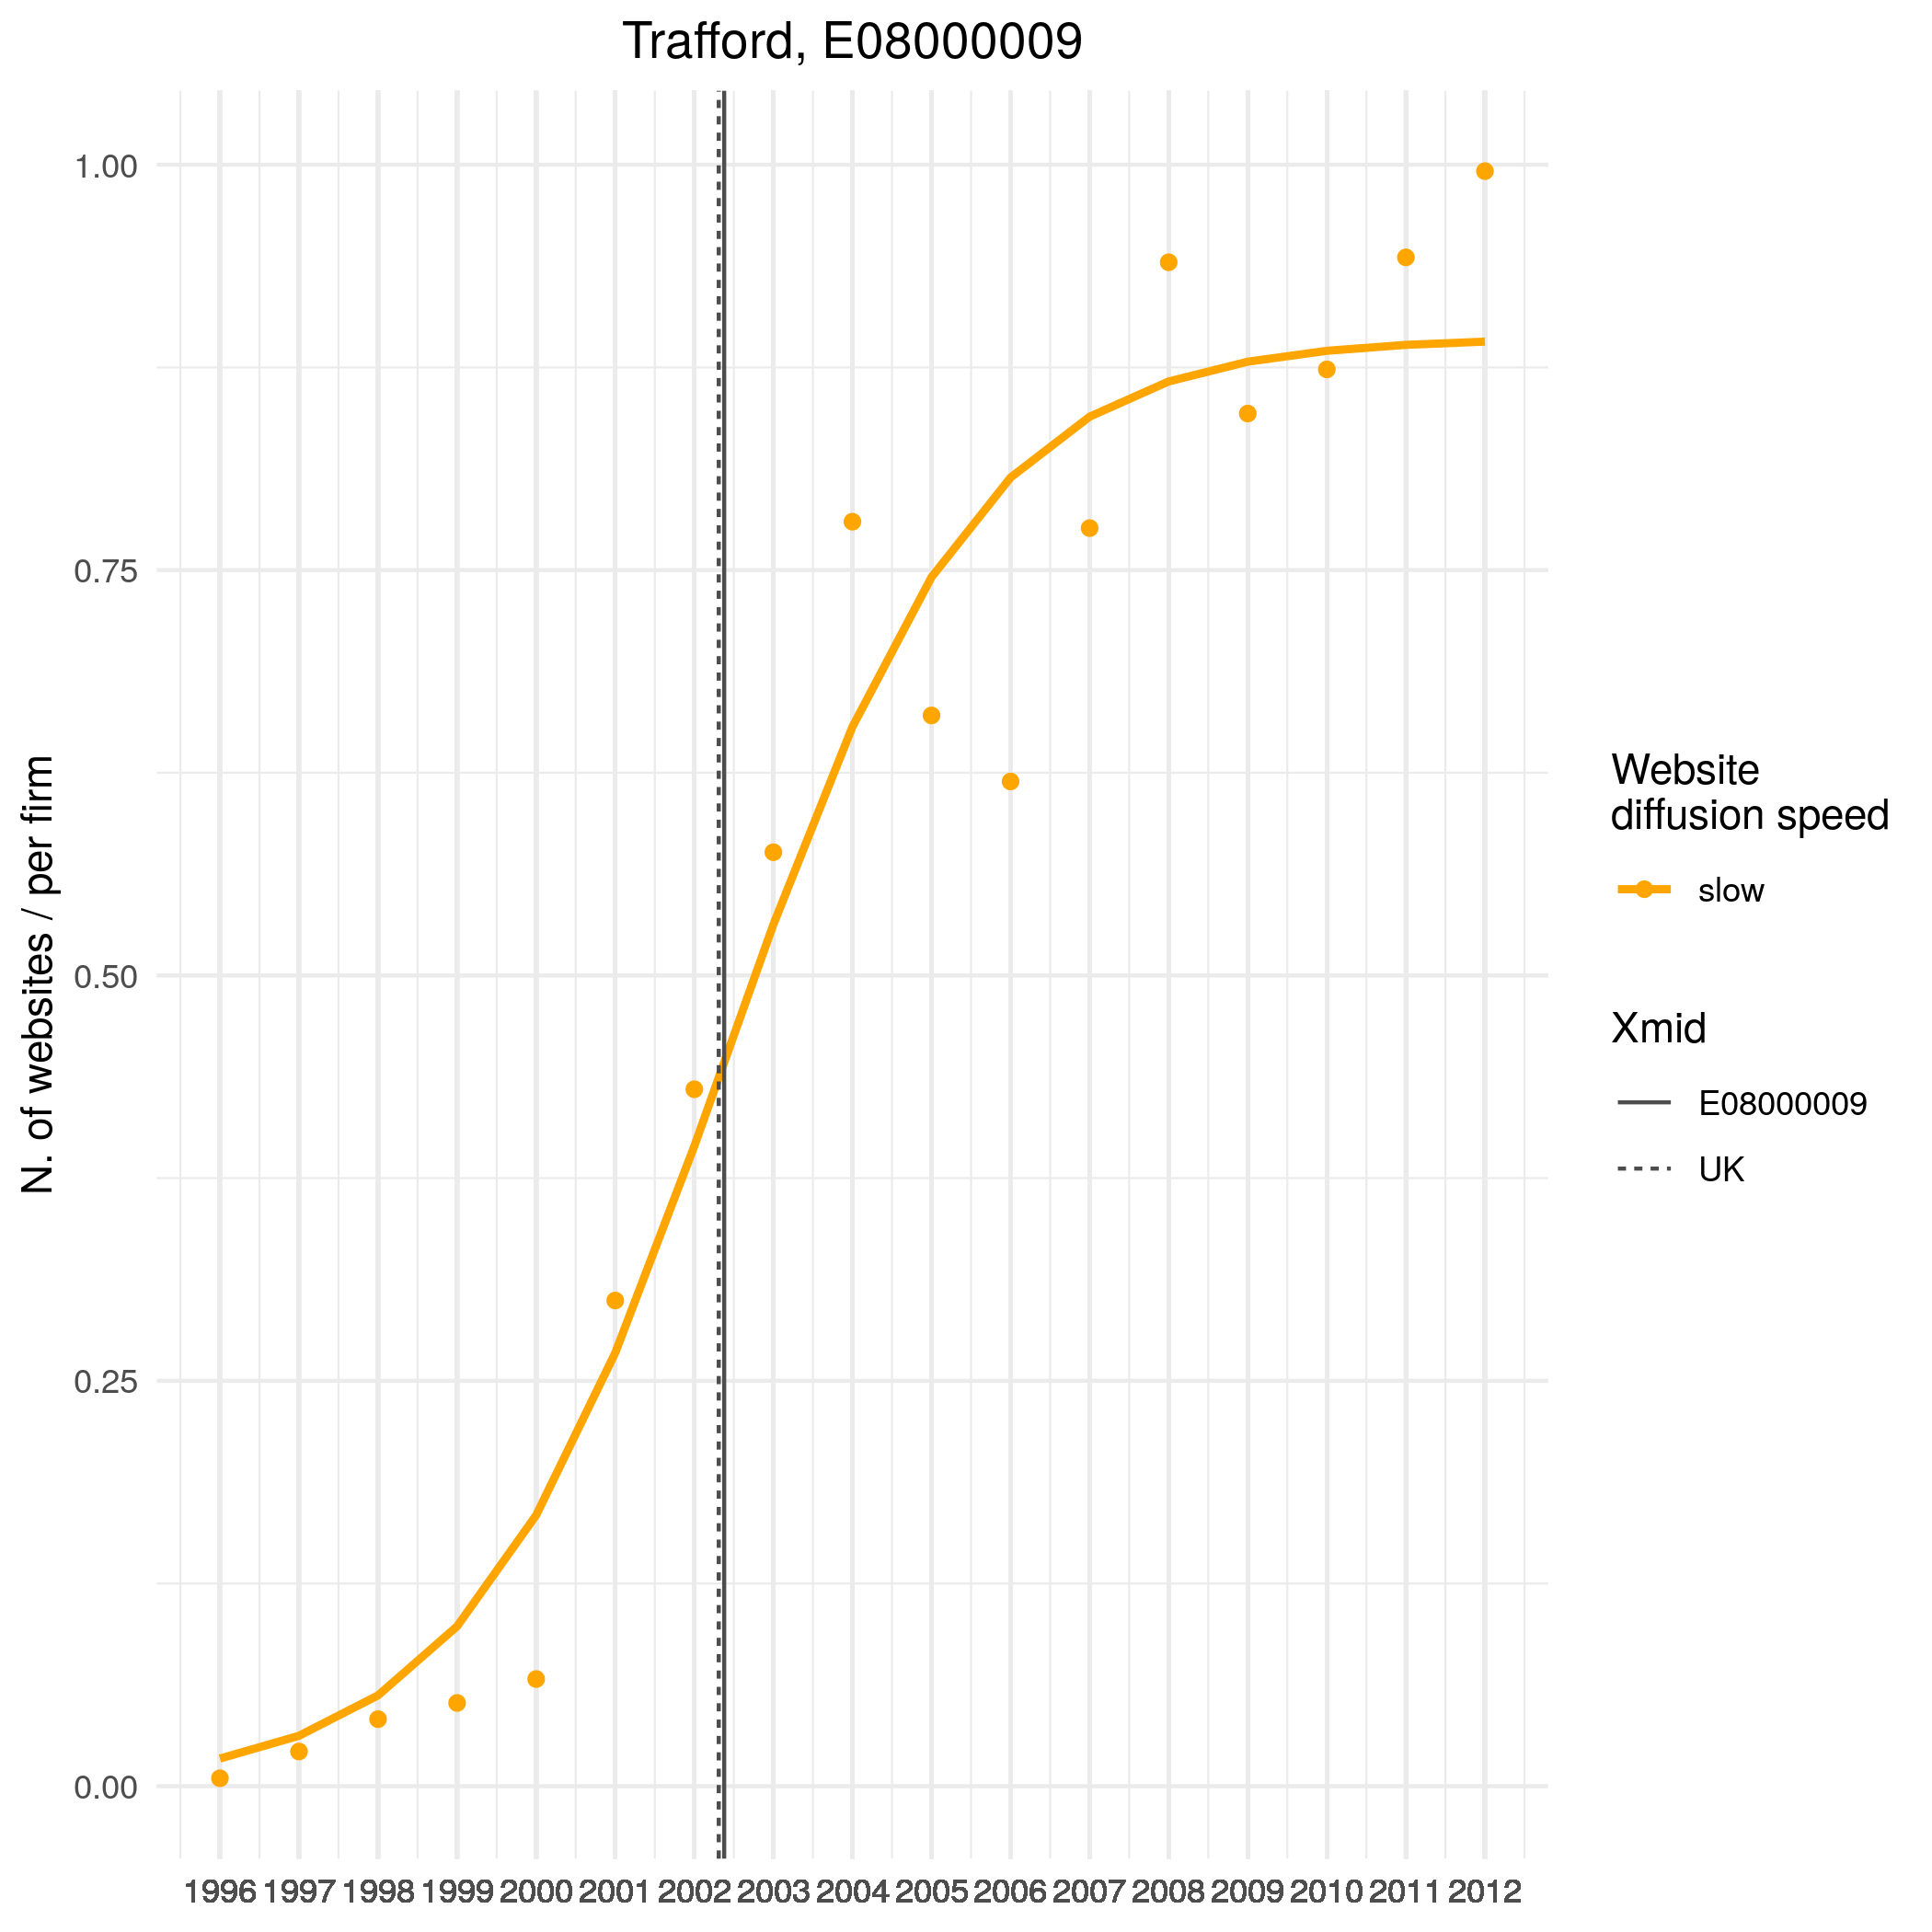 Trafford, E08000009
1.00
0.75
0.50
0.25
0.00
N. of websites / per firm
1996 1997 1998 1999 2000 2001 2002 2003 2004 2005 2006 2007 2008 2009 2010 2011 2012
Website
diffusion speed
slow
Xmid
E08000009
UK